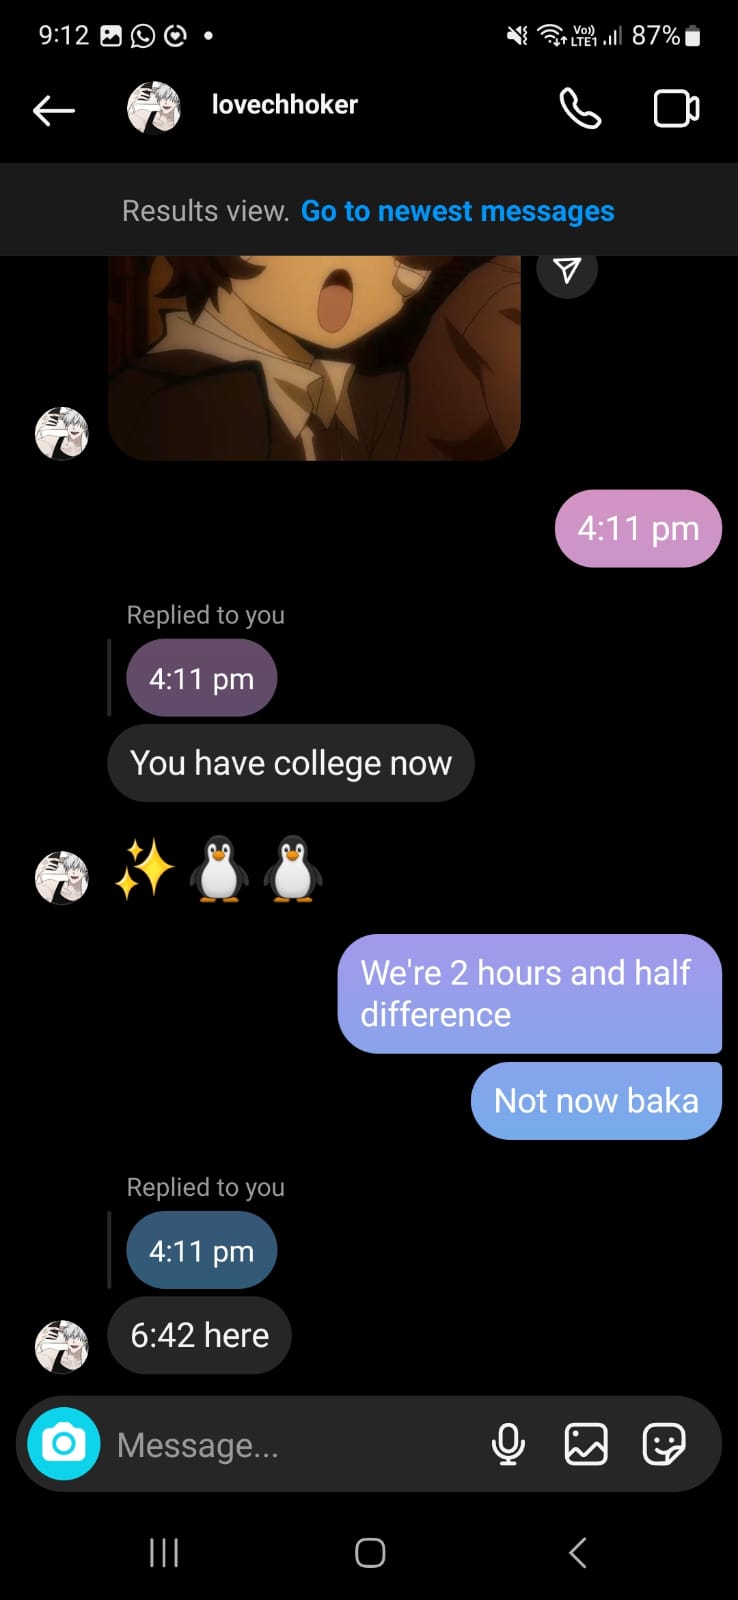 9:12
Vo)) LTE1 87%
lovechhoker
Results view. Go to newest messages
4:11 pm
Replied to you
4:11 pm
You have college now
✨🐧🐧
We're 2 hours and half
difference
Not now baka
Replied to you
4:11 pm
6:42 here
Message...